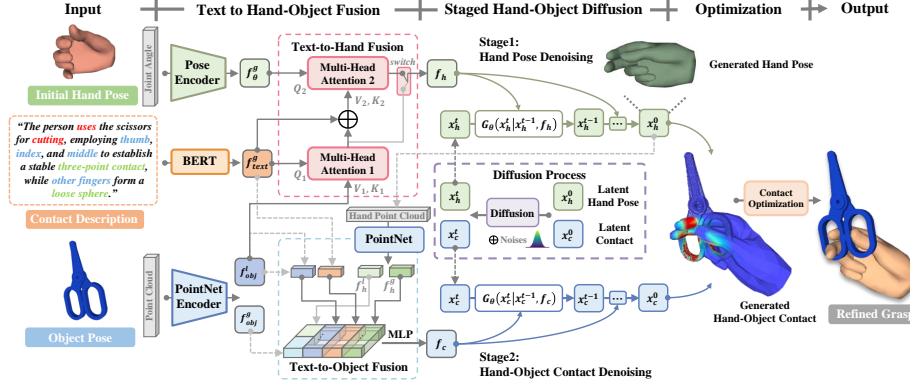 Input
Text to Hand-Object Fusion
Staged Hand-Object Diffusion
Optimization
Output
Joint Angle
Initial Hand Pose
Pose
Encoder
f_θ^g
Text-to-Hand Fusion
Multi-Head
Attention 2
switch
Q_2
V_2, K_2
f_h
Stage1:
Hand Pose Denoising
Generated Hand Pose
x_h^t
G_θ(x_h^t|x_h^{t-1}, f_h)
x_h^{t-1}
...
x_h^0
“The person uses the scissors
for cutting, employing thumb,
index, and middle to establish
a stable three-point contact,
while other fingers form a
loose sphere.”
Contact Description
BERT
f_text^g
Q_1
Multi-Head
Attention 1
V_1, K_1
Diffusion Process
x_h^t
x_h^0
Latent
Hand Pose
Diffusion
x_c^t
x_c^0
Latent
Contact
⊕ Noises
Contact
Optimization
Hand Point Cloud
PointNet
Point Cloud
Object Pose
PointNet
Encoder
f_obj^l
f_obj^g
f_h^l
f_h^g
MLP
Text-to-Object Fusion
f_c
x_c^t
G_θ(x_c^t|x_c^{t-1}, f_c)
x_c^{t-1}
...
x_c^0
Stage2:
Hand-Object Contact Denoising
Generated
Hand-Object Contact
Refined Grasp